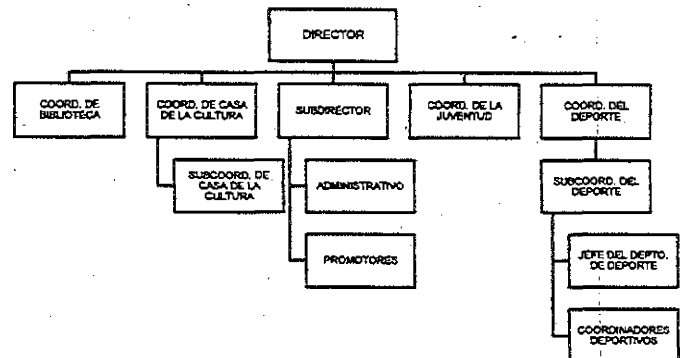 DIRECTOR
COORD. DE
BIBLIOTECA
COORD. DE CASA
DE LA CULTURA
SUBDIRECTOR
COORD. DE LA
JUVENTUD
COORD. DEL
DEPORTE
SUBCOORD. DE
CASA DE LA
CULTURA
ADMINISTRATIVO
SUBCOORD. DEL
DEPORTE
PROMOTORES
JEFE DEL DEPTO.
DE DEPORTE
COORDINADORES
DEPORTIVOS